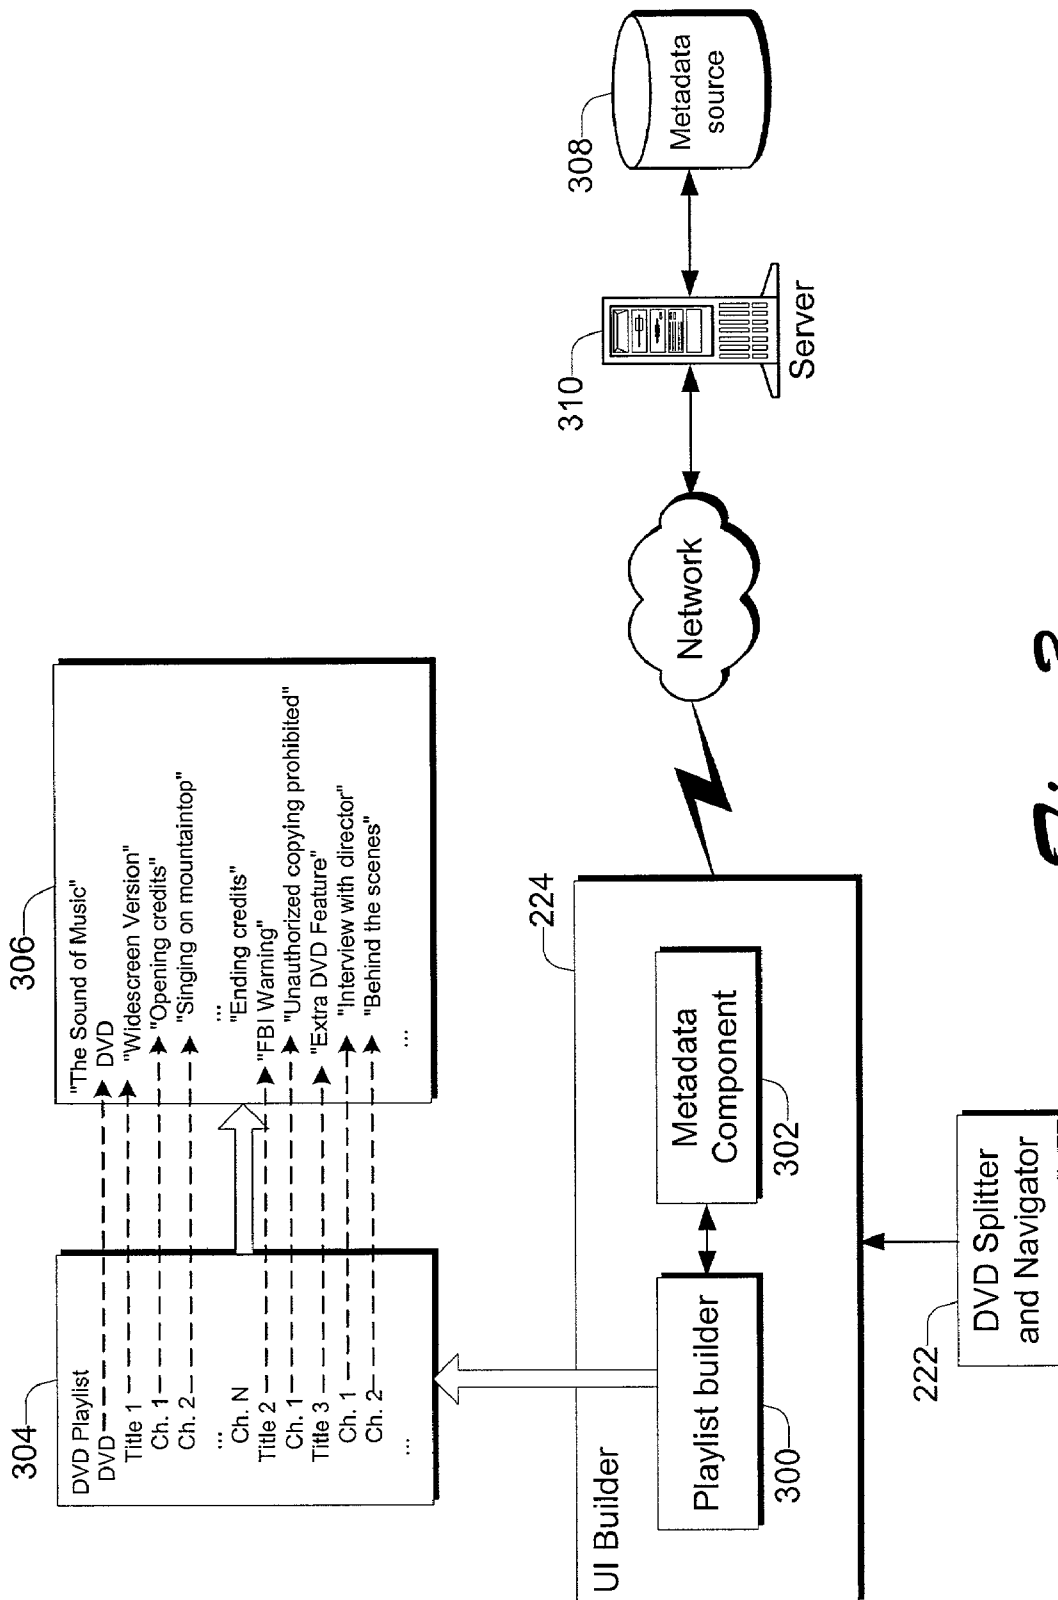 304
DVD Playlist
DVD
Title 1
Ch. 1
Ch. 2
...
Ch. N
Title 2
Ch. 1
Title 3
Ch. 1
Ch. 2
...
306
"The Sound of Music"
DVD
"Widescreen Version"
"Opening credits"
"Singing on mountaintop"
...
"Ending credits"
"FBI Warning"
"Unauthorized copying prohibited"
"Extra DVD Feature"
"Interview with director"
"Behind the scenes"
...
UI Builder
224
Playlist builder
300
Metadata
Component
302
222
DVD Splitter
and Navigator
Network
310
Server
308
Metadata
source